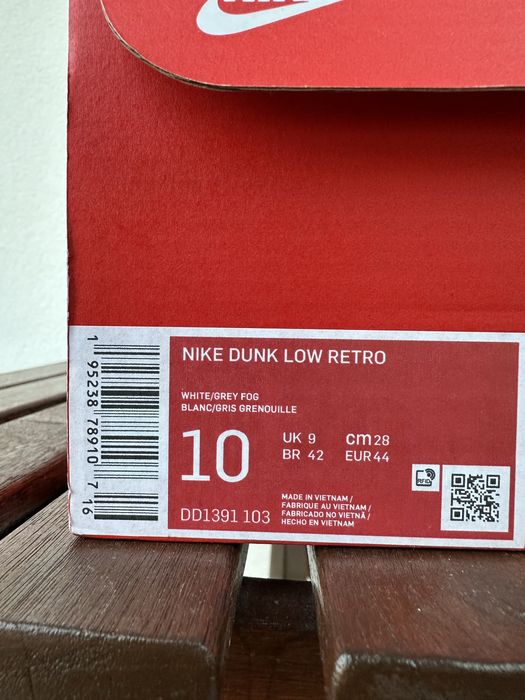 NIKE DUNK LOW RETRO
WHITE/GREY FOG
BLANC/GRIS GRENOUILLE
10
UK 9
cm 28
BR 42
EUR 44
DD1391 103
MADE IN VIETNAM /
FABRIQUE AU VIETNAM /
FABRICADO NO VIETNÃ /
HECHO EN VIETNAM
RFID
1 95238 78910 7 16